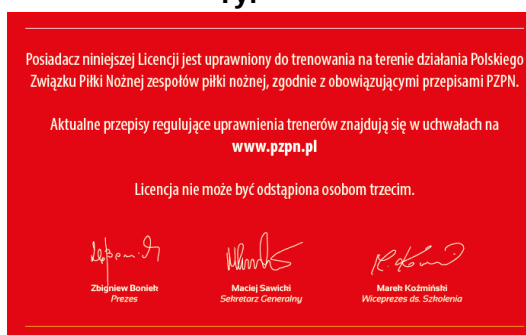 Posiadacz niniejszej Licencji jest uprawniony do trenowania na terenie działania Polskiego
Związku Piłki Nożnej zespołów piłki nożnej, zgodnie z obowiązującymi przepisami PZPN.
Aktualne przepisy regulujące uprawnienia trenerów znajdują się w uchwałach na
www.pzpn.pl
Licencja nie może być odstąpiona osobom trzecim.
Zbigniew Boniek
Prezes
Maciej Sawicki
Sekretarz Generalny
Marek Koźmiński
Wiceprezes ds. Szkolenia